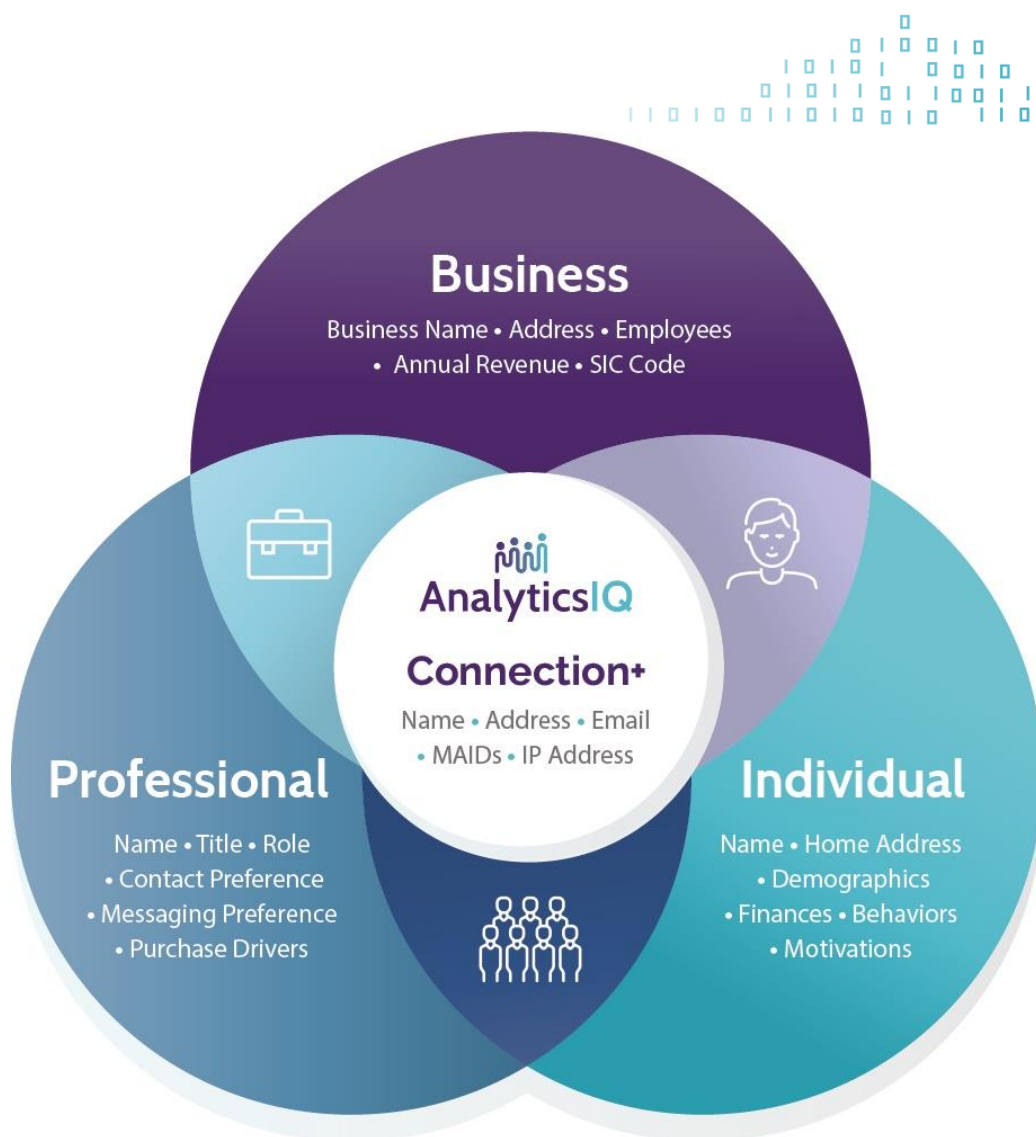 Business
Business Name • Address • Employees
• Annual Revenue • SIC Code
AnalyticsIQ
Connection+
Name • Address • Email
• MAIDs • IP Address
Professional
Name • Title • Role
• Contact Preference
• Messaging Preference
• Purchase Drivers
Individual
Name • Home Address
• Demographics
• Finances • Behaviors
• Motivations